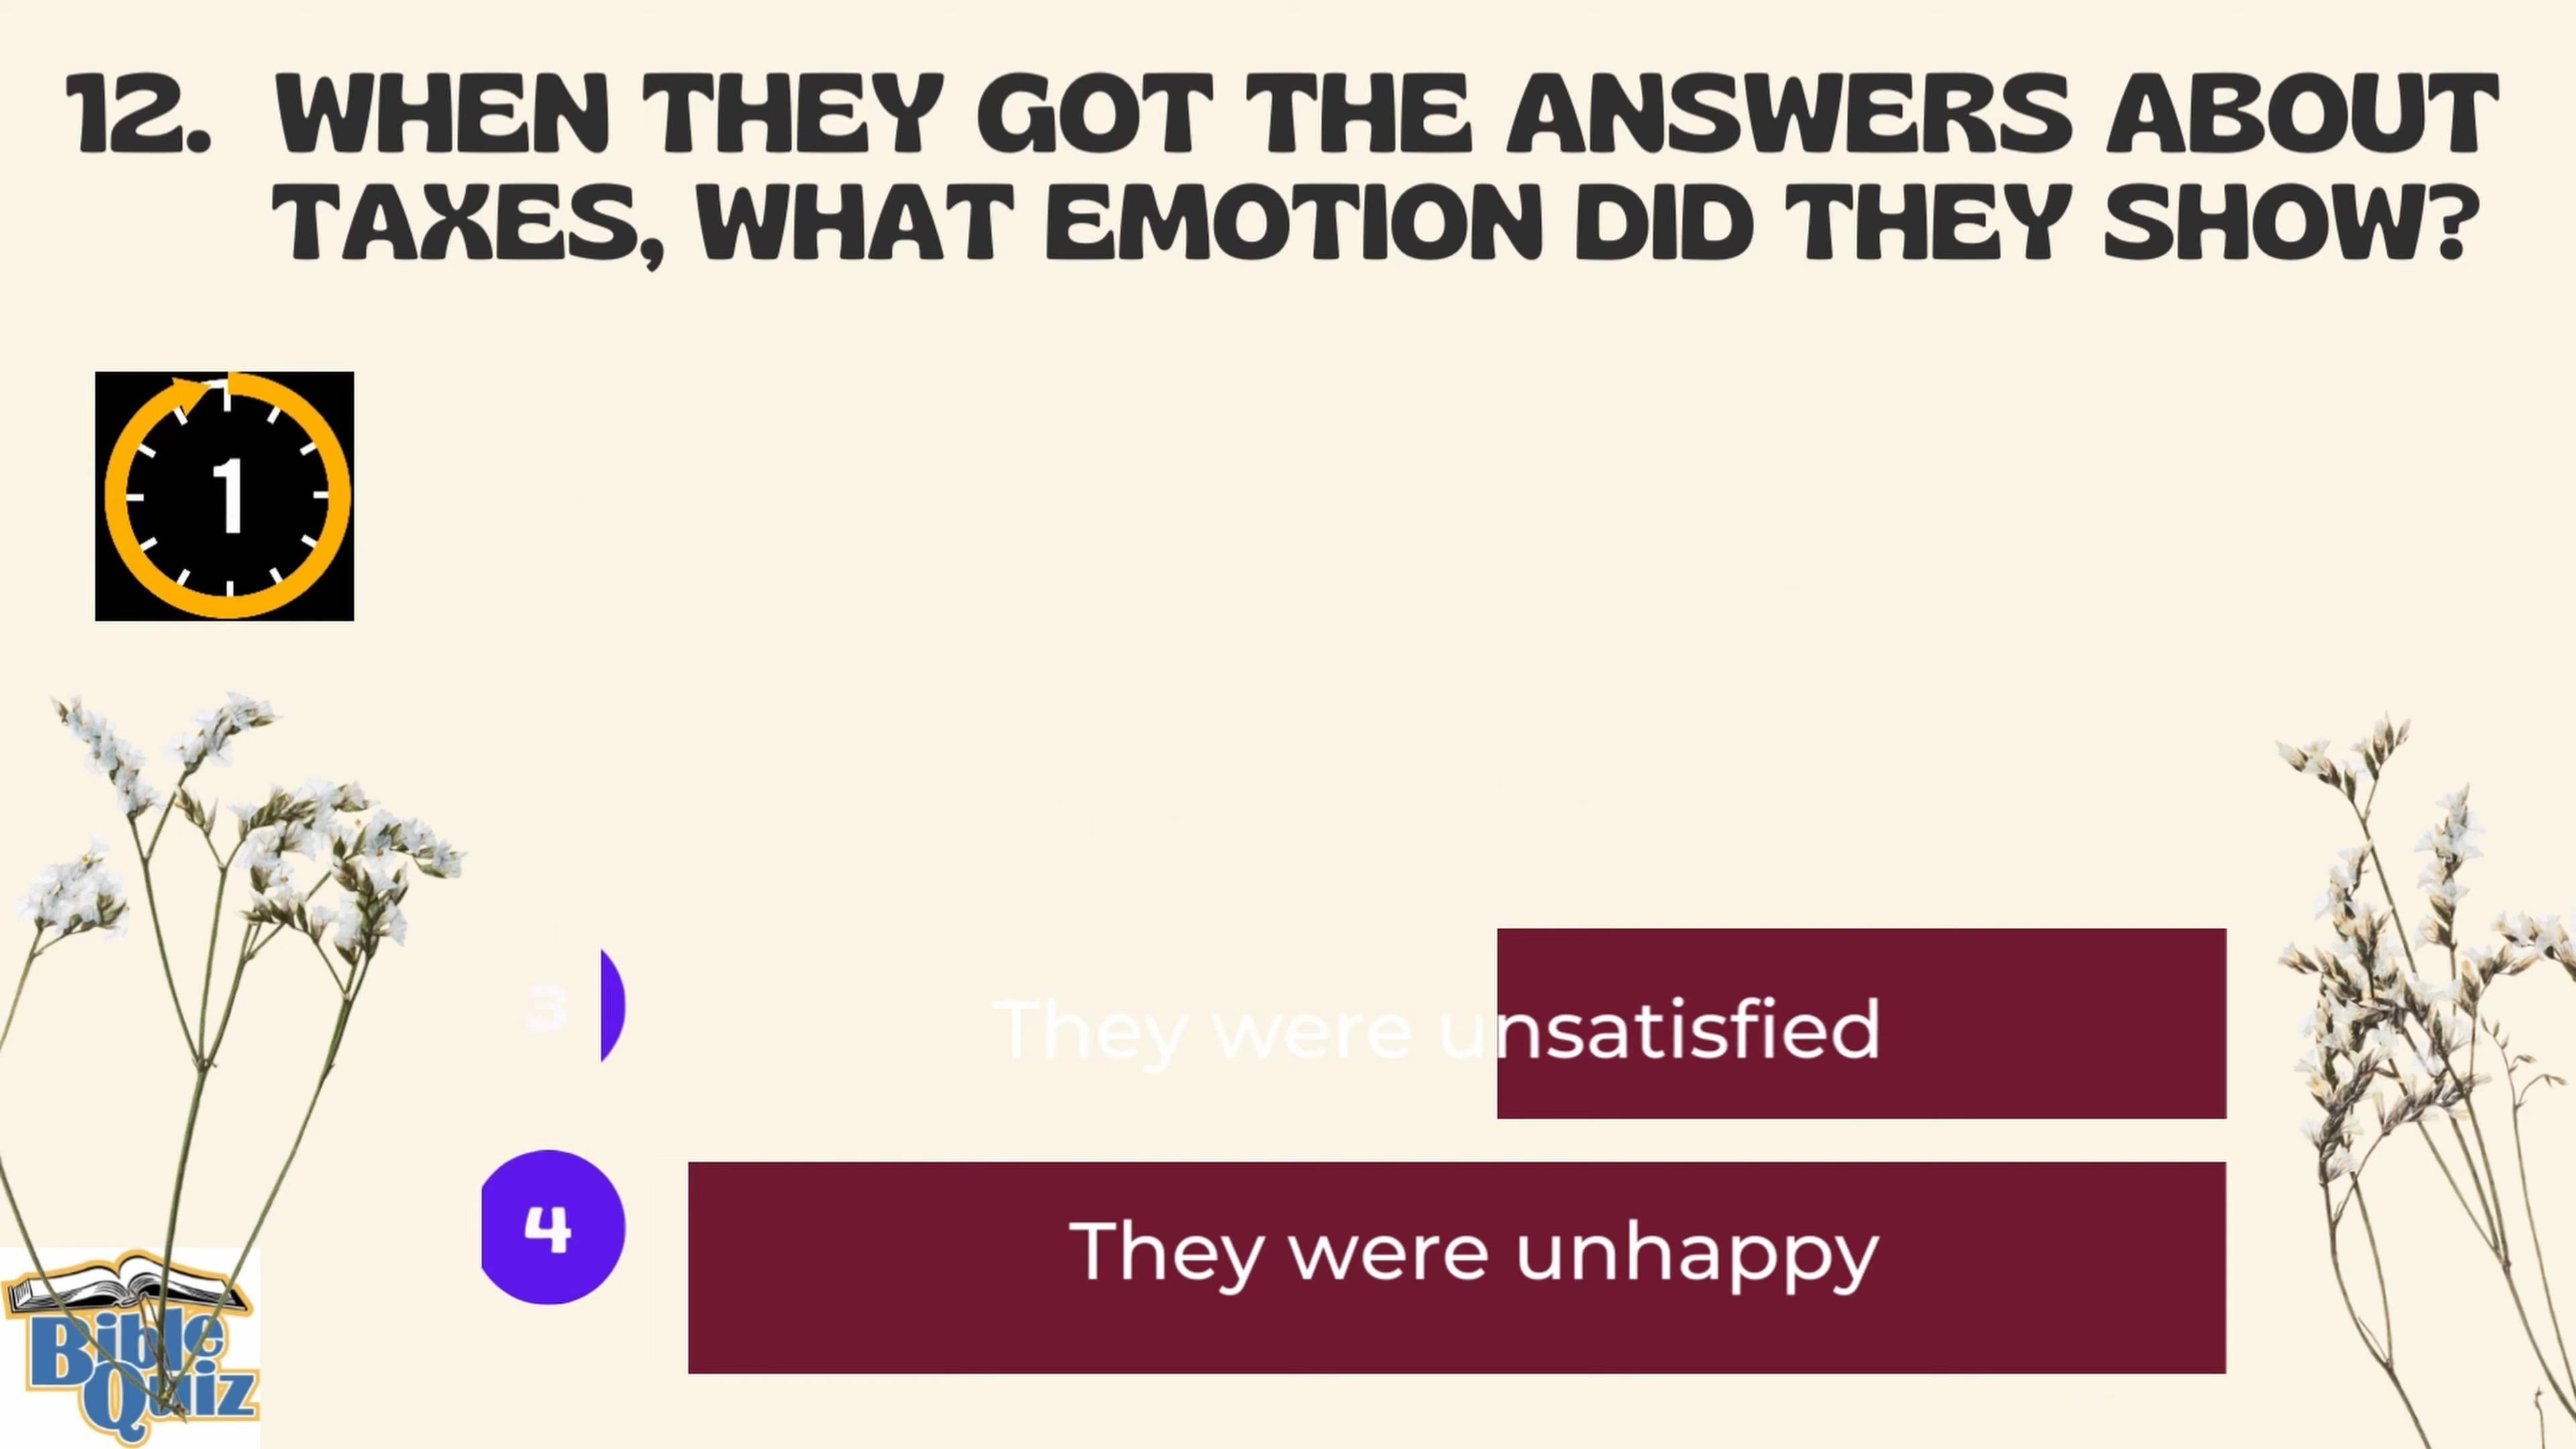 12. WHEN THEY GOT THE ANSWERS ABOUT
TAXES, WHAT EMOTION DID THEY SHOW?
1
3 They were unsatisfied
4 They were unhappy
Bible
Quiz